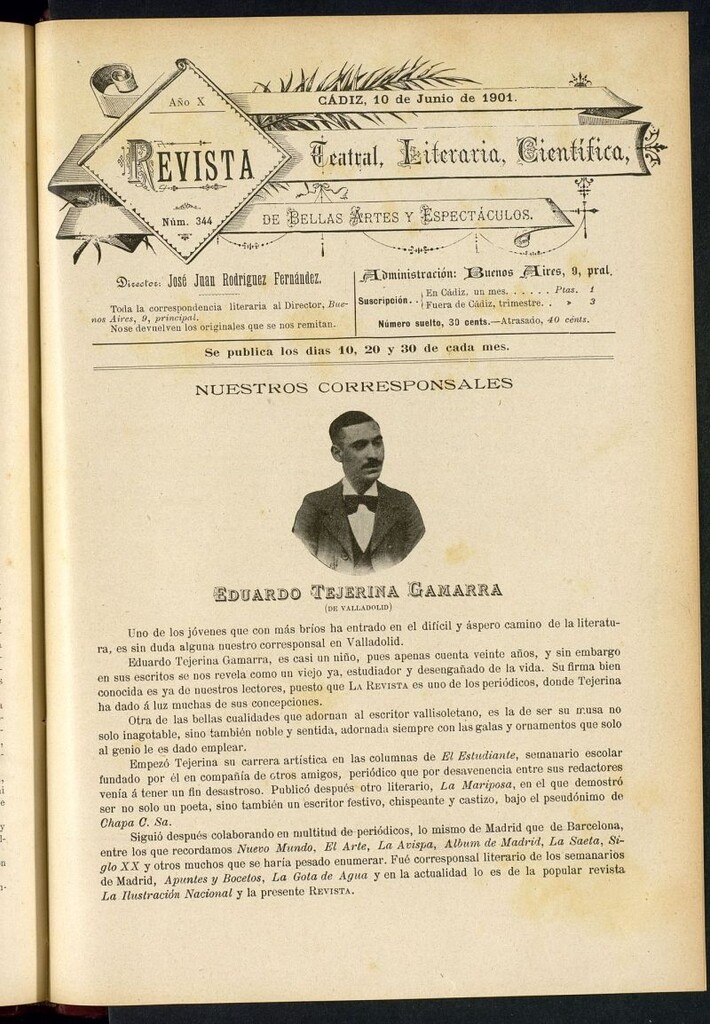 Año X
CÁDIZ, 10 de Junio de 1901.
REVISTA
Teatral, Literaria, Científica,
Núm. 344
DE BELLAS ARTES Y ESPECTÁCULOS.
Director: José Juan Rodríguez Fernández.
Toda la correspondencia literaria al Director, Bue-
nos Aires, 9, principal.
No se devuelven los originales que se nos remitan.
Administración: Buenos Aires, 9, pral.
Suscripción. . { En Cádiz, un mes. . . . . . Ptas. 1
Fuera de Cádiz, trimestre. . » 3
Número suelto, 30 cents.—Atrasado, 40 cents.
Se publica los dias 10, 20 y 30 de cada mes.
NUESTROS CORRESPONSALES
EDUARDO TEJERINA GAMARRA
(DE VALLADOLID)
Uno de los jóvenes que con más bríos ha entrado en el difícil y áspero camino de la literatu-
ra, es sin duda alguna nuestro corresponsal en Valladolid.
Eduardo Tejerina Gamarra, es casi un niño, pues apenas cuenta veinte años, y sin embargo
en sus escritos se nos revela como un viejo ya, estudiador y desengañado de la vida. Su firma bien
conocida es ya de nuestros lectores, puesto que LA REVISTA es uno de los periódicos, donde Tejerina
ha dado á luz muchas de sus concepciones.
Otra de las bellas cualidades que adornan al escritor vallisoletano, es la de ser su musa no
solo inagotable, sino también noble y sentida, adornada siempre con las galas y ornamentos que solo
al genio le es dado emplear.
Empezó Tejerina su carrera artística en las columnas de El Estudiante, semanario escolar
fundado por él en compañía de otros amigos, periódico que por desavenencia entre sus redactores
venía á tener un fin desastroso. Publicó después otro literario, La Mariposa, en el que demostró
ser no solo un poeta, sino también un escritor festivo, chispeante y castizo, bajo el pseudónimo de
Chapa C. Sa.
Siguió después colaborando en multitud de periódicos, lo mismo de Madrid que de Barcelona,
entre los que recordamos Nuevo Mundo, El Arte, La Avispa, Album de Madrid, La Saeta, Si-
glo XX y otros muchos que se haría pesado enumerar. Fué corresponsal literario de los semanarios
de Madrid, Apuntes y Bocetos, La Gota de Agua y en la actualidad lo es de la popular revista
La Ilustración Nacional y la presente REVISTA.